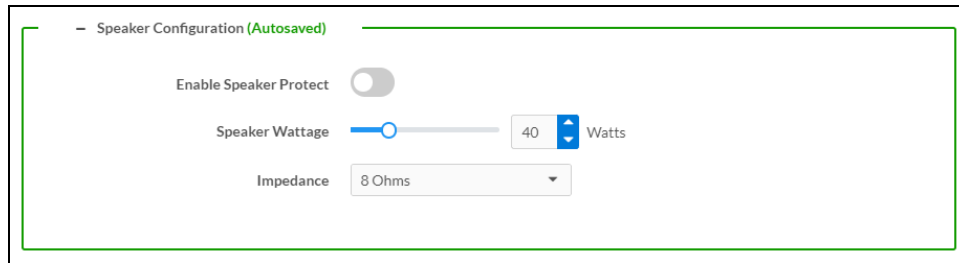 − Speaker Configuration (Autosaved)
Enable Speaker Protect
Speaker Wattage 40 Watts
Impedance 8 Ohms